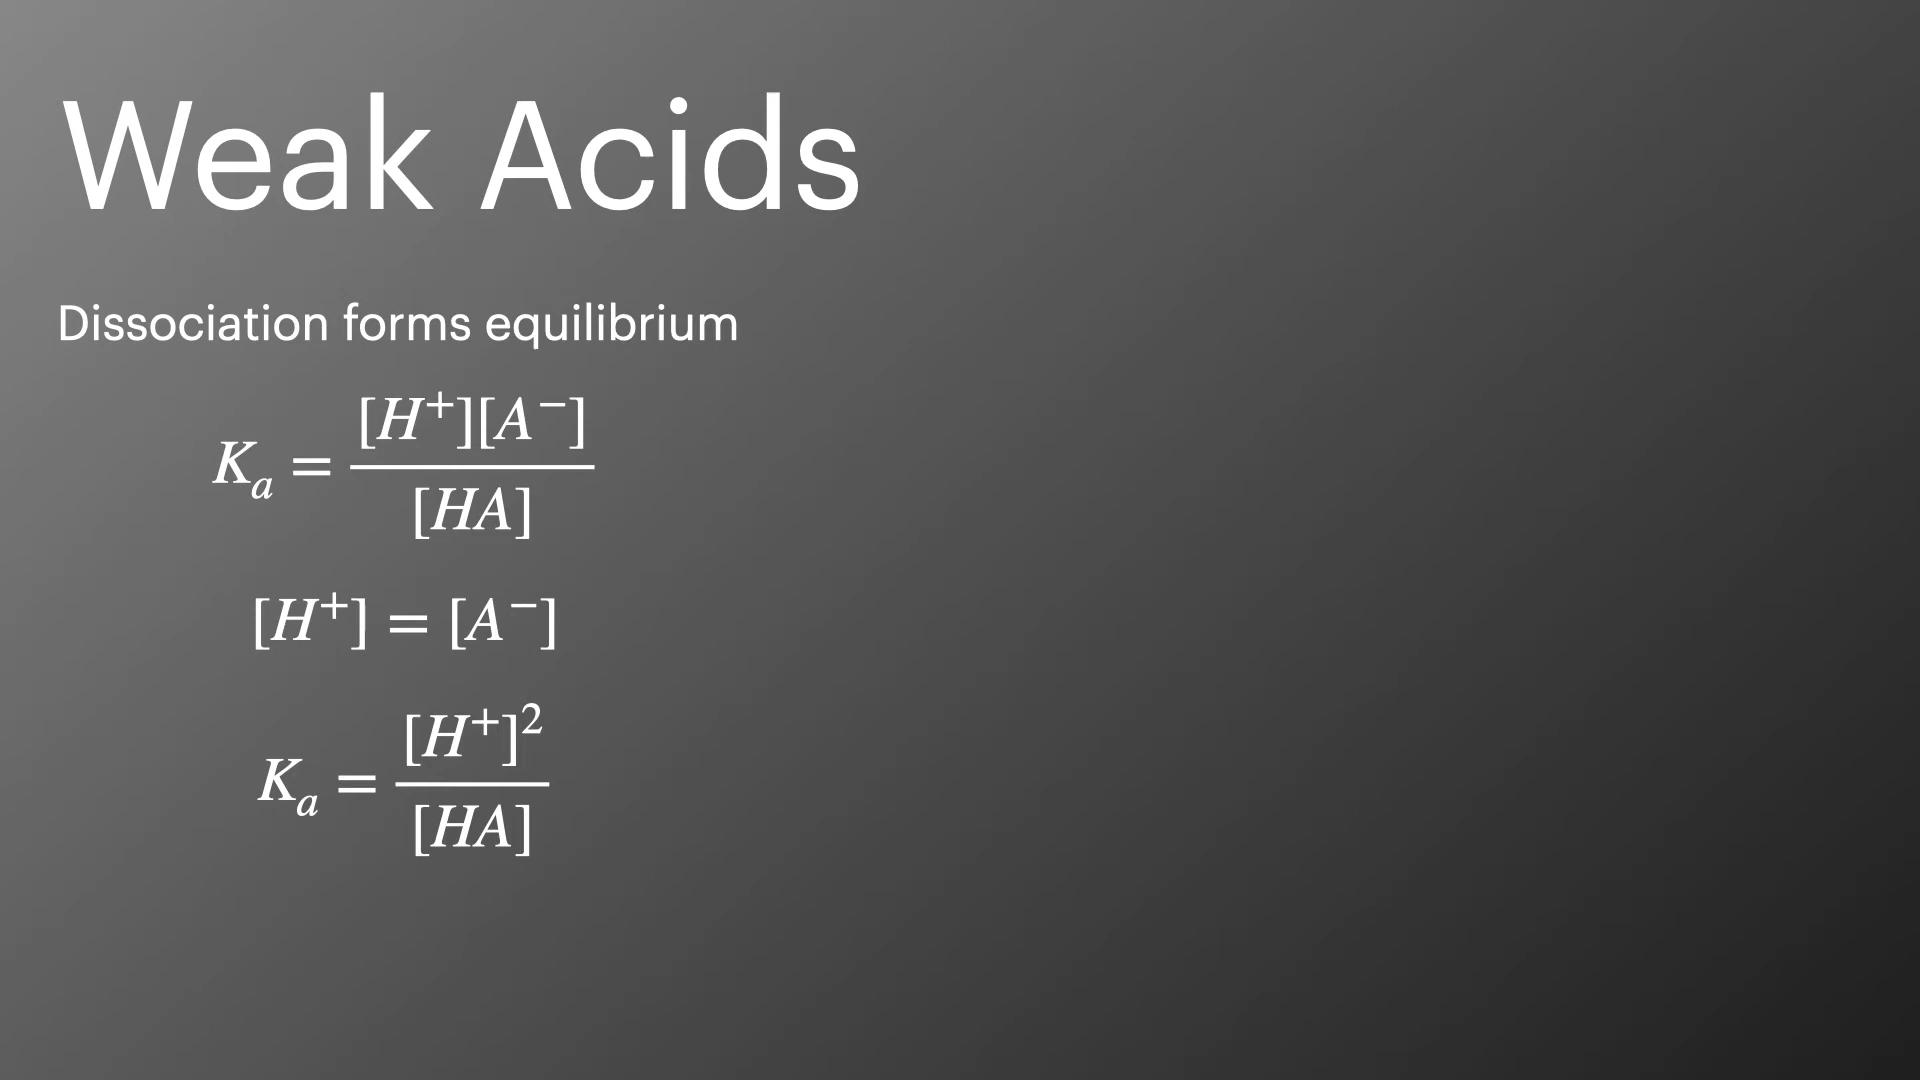 Weak Acids
Dissociation forms equilibrium
K_a = \frac{[H^+][A^-]}{[HA]}
[H^+] = [A^-]
K_a = \frac{[H^+]^2}{[HA]}